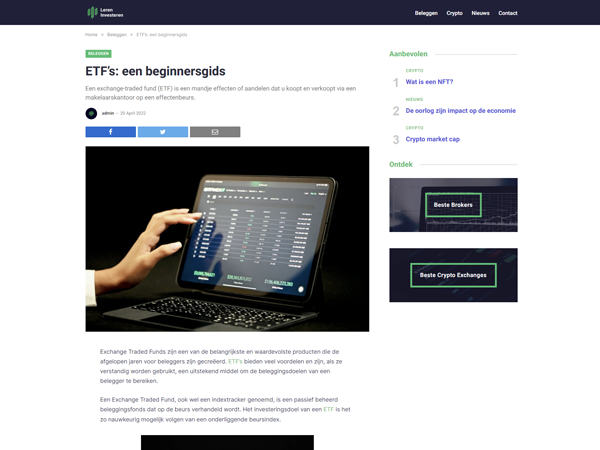 Leren
Investeren
Beleggen
Crypto
Nieuws
Contact
Home » Beleggen » ETF's: een beginnersgids
BELEGGEN
ETF's: een beginnersgids
Een exchange-traded fund (ETF) is een mandje effecten of aandelen dat u koopt en verkoopt via een
makelaarskantoor op een effectenbeurs.
admin – 20 April 2022
Exchange Traded Funds zijn een van de belangrijkste en waardevolste producten die de
afgelopen jaren voor beleggers zijn gecreëerd. ETF's bieden veel voordelen en zijn, als ze
verstandig worden gebruikt, een uitstekend middel om de beleggingsdoelen van een
belegger te bereiken.
Een Exchange Traded Fund, ook wel een indextracker genoemd, is een passief beheerd
beleggingsfonds dat op de beurs verhandeld wordt. Het investeringsdoel van een ETF is het
zo nauwkeurig mogelijk volgen van een onderliggende beursindex.
Aanbevolen
1
CRYPTO
Wat is een NFT?
2
NIEUWS
De oorlog zijn impact op de economie
3
CRYPTO
Crypto market cap
Ontdek
Beste Brokers
Beste Crypto Exchanges